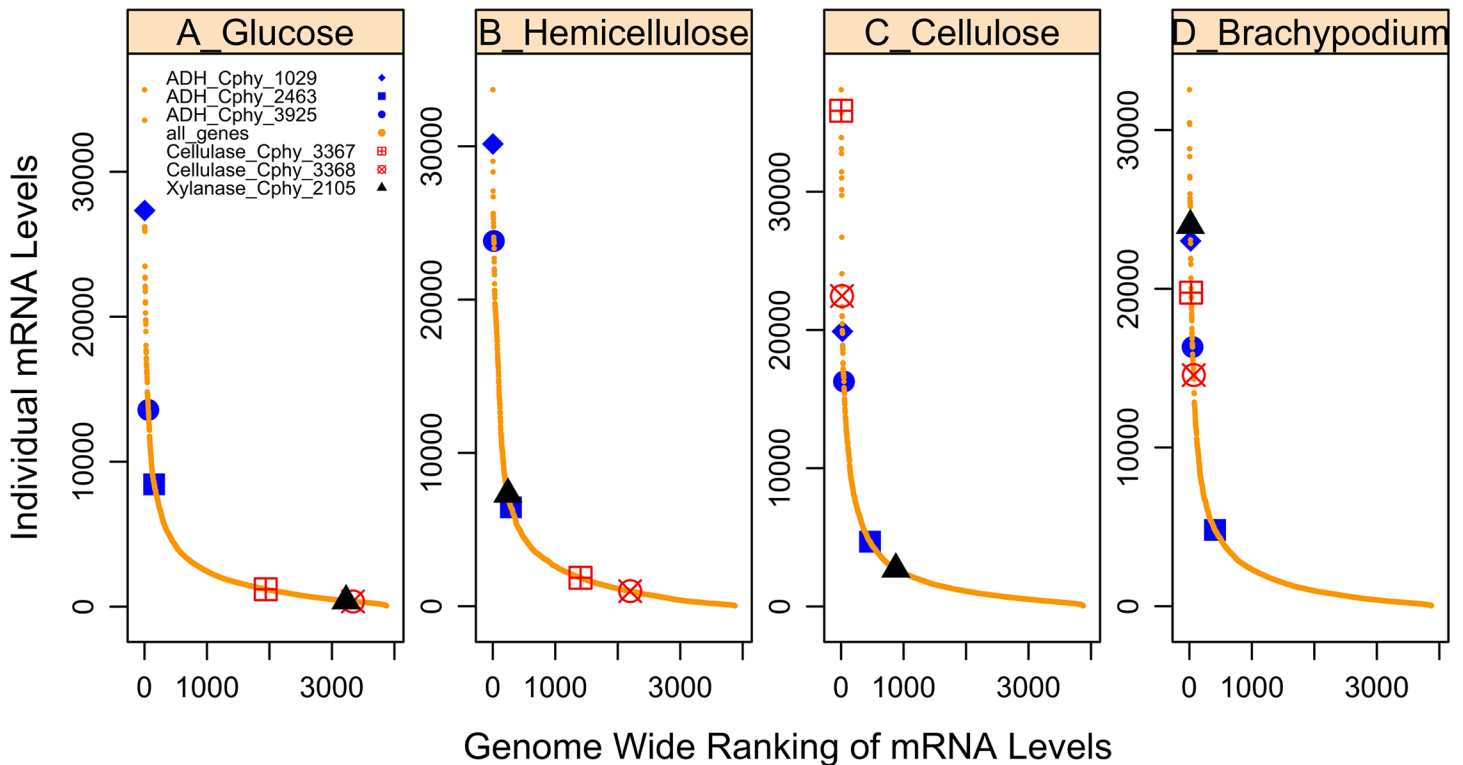 A_Glucose
B_Hemicellulose
C_Cellulose
D_Brachypodium
ADH_Cphy_1029
ADH_Cphy_2463
ADH_Cphy_3925
all_genes
Cellulase_Cphy_3367
Cellulase_Cphy_3368
Xylanase_Cphy_2105
Individual mRNA Levels
30000
20000
10000
0
30000
20000
10000
0
30000
20000
10000
0
30000
20000
10000
0
0 1000 3000
0 1000 3000
0 1000 3000
0 1000 3000
Genome Wide Ranking of mRNA Levels